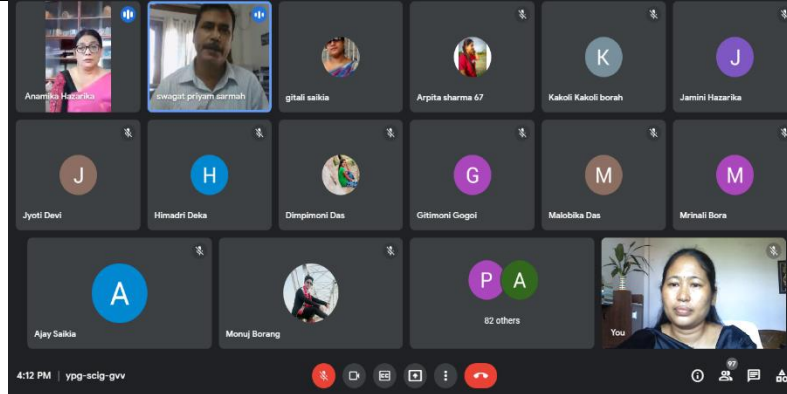 Anamika Hazarika
swagat priyam sarmah
gitali saikia
Arpita sharma 67
K
Kakoli Kakoli borah
J
Jamini Hazarika
J
Jyoti Devi
H
Himadri Deka
Dimpimoni Das
G
Gitimoni Gogoi
M
Malobika Das
M
Mrinali Bora
A
Ajay Saikia
Monuj Borang
P A
82 others
You
4:12 PM | ypg-scig-gvv
CC
97